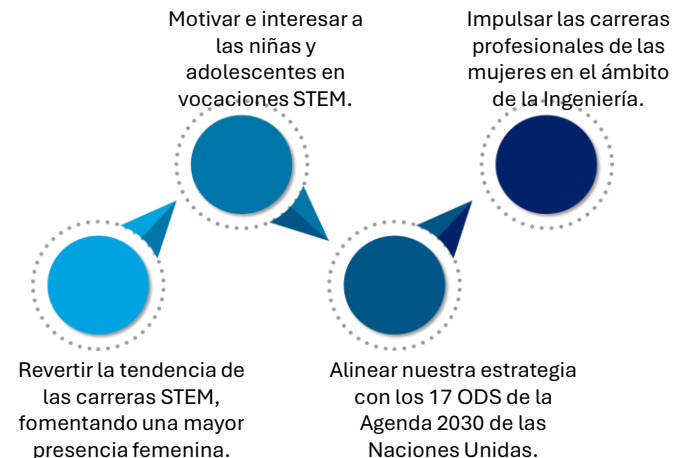 Motivar e interesar a
las niñas y
adolescentes en
vocaciones STEM.
Impulsar las carreras
profesionales de las
mujeres en el ámbito
de la Ingeniería.
Revertir la tendencia de
las carreras STEM,
fomentando una mayor
presencia femenina.
Alinear nuestra estrategia
con los 17 ODS de la
Agenda 2030 de las
Naciones Unidas.